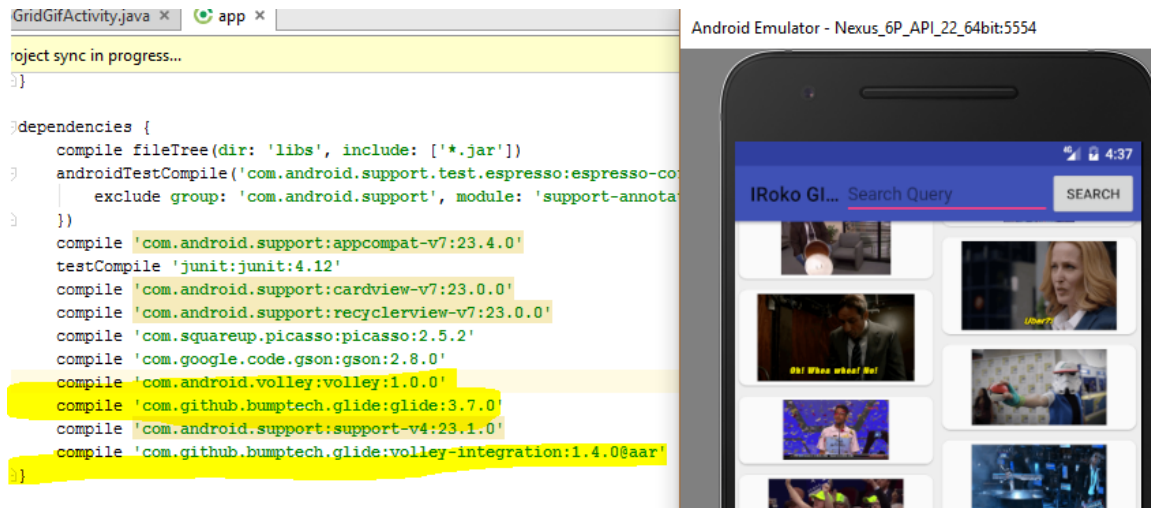 GridGifActivity.java × app ×
roject sync in progress...
}
dependencies {
compile fileTree(dir: 'libs', include: ['*.jar'])
androidTestCompile('com.android.support.test.espresso:espresso-co
exclude group: 'com.android.support', module: 'support-annota
})
compile 'com.android.support:appcompat-v7:23.4.0'
testCompile 'junit:junit:4.12'
compile 'com.android.support:cardview-v7:23.0.0'
compile 'com.android.support:recyclerview-v7:23.0.0'
compile 'com.squareup.picasso:picasso:2.5.2'
compile 'com.google.code.gson:gson:2.8.0'
compile 'com.android.volley:volley:1.0.0'
compile 'com.github.bumptech.glide:glide:3.7.0'
compile 'com.android.support:support-v4:23.1.0'
compile 'com.github.bumptech.glide:volley-integration:1.4.0@aar'
}
Android Emulator - Nexus_6P_API_22_64bit:5554
4G 4:37
IRoko GI... Search Query SEARCH
Uber?!
Oh! Whoa whoa! No!